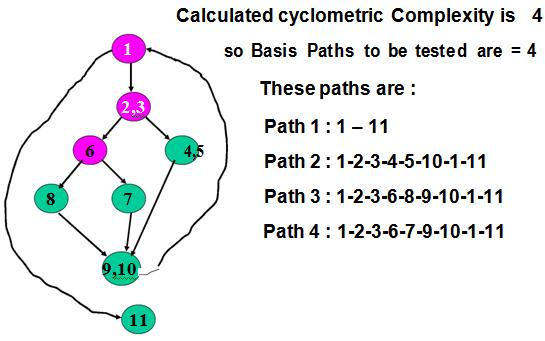 Calculated cyclometric Complexity is 4
so Basis Paths to be tested are = 4
These paths are :
Path 1 : 1 – 11
Path 2 : 1-2-3-4-5-10-1-11
Path 3 : 1-2-3-6-8-9-10-1-11
Path 4 : 1-2-3-6-7-9-10-1-11
1
2,3
6
4,5
8
7
9,10
11